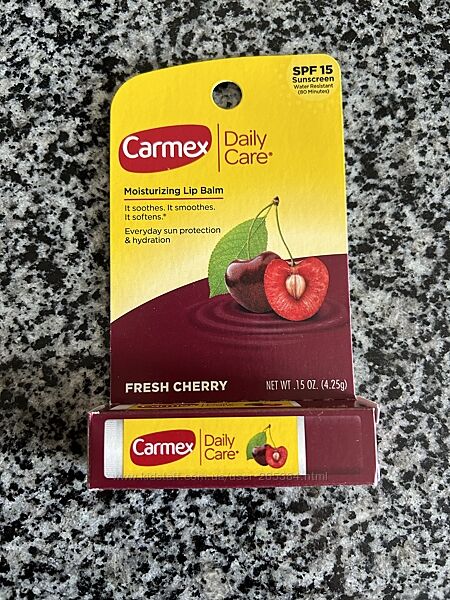 SPF 15
Sunscreen
Water Resistant
(80 Minutes)
Carmex
Daily
Care®
Moisturizing Lip Balm
It soothes. It smoothes.
It softens.®
Everyday sun protection
& hydration
FRESH CHERRY
NET WT .15 OZ. (4.25g)
Carmex
Daily
Care®